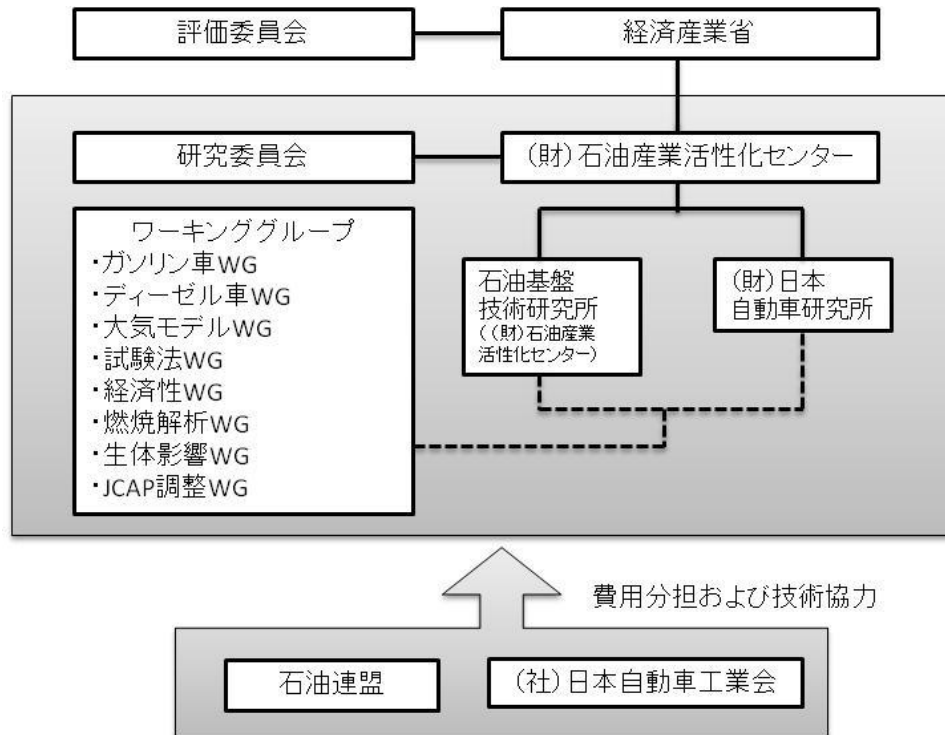 評価委員会
経済産業省
研究委員会
(財)石油産業活性化センター
ワーキンググループ
・ガソリン車WG
・ディーゼル車WG
・大気モデルWG
・試験法WG
・経済性WG
・燃焼解析WG
・生体影響WG
・JCAP調整WG
石油基盤
技術研究所
((財)石油産業
活性化センター)
(財)日本
自動車研究所
費用分担および技術協力
石油連盟
(社)日本自動車工業会